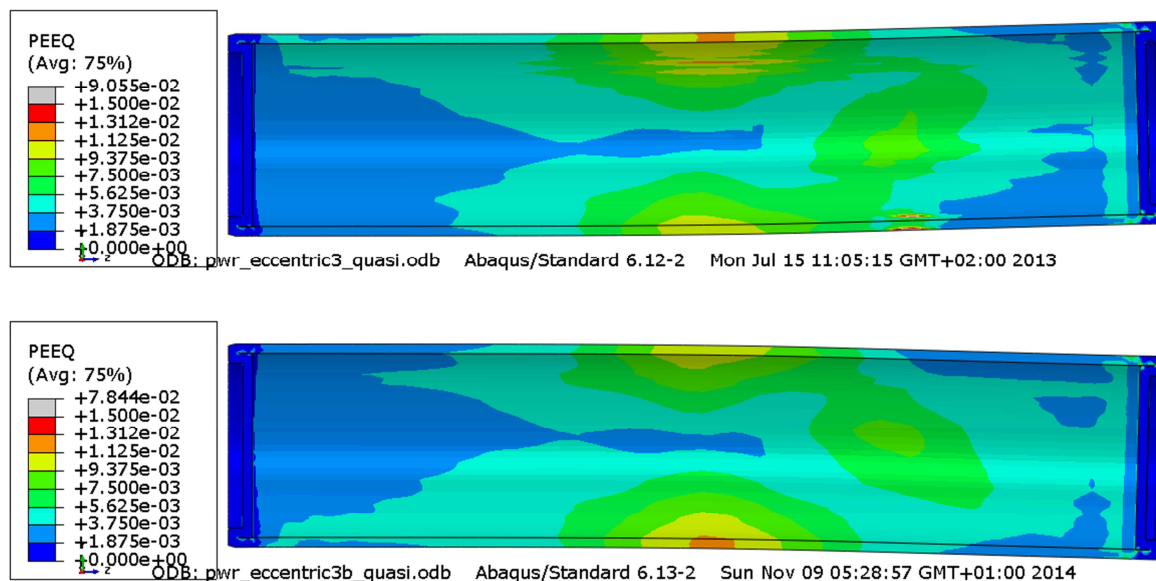 PEEQ
(Avg: 75%)
+9.055e-02
+1.500e-02
+1.312e-02
+1.125e-02
+9.375e-03
+7.500e-03
+5.625e-03
+3.750e-03
+1.875e-03
+0.000e+00
z
ODB: pwr_eccentric3_quasi.odb Abaqus/Standard 6.12-2 Mon Jul 15 11:05:15 GMT+02:00 2013
PEEQ
(Avg: 75%)
+7.844e-02
+1.500e-02
+1.312e-02
+1.125e-02
+9.375e-03
+7.500e-03
+5.625e-03
+3.750e-03
+1.875e-03
+0.000e+00
z
ODB: pwr_eccentric3b_quasi.odb Abaqus/Standard 6.13-2 Sun Nov 09 05:28:57 GMT+01:00 2014